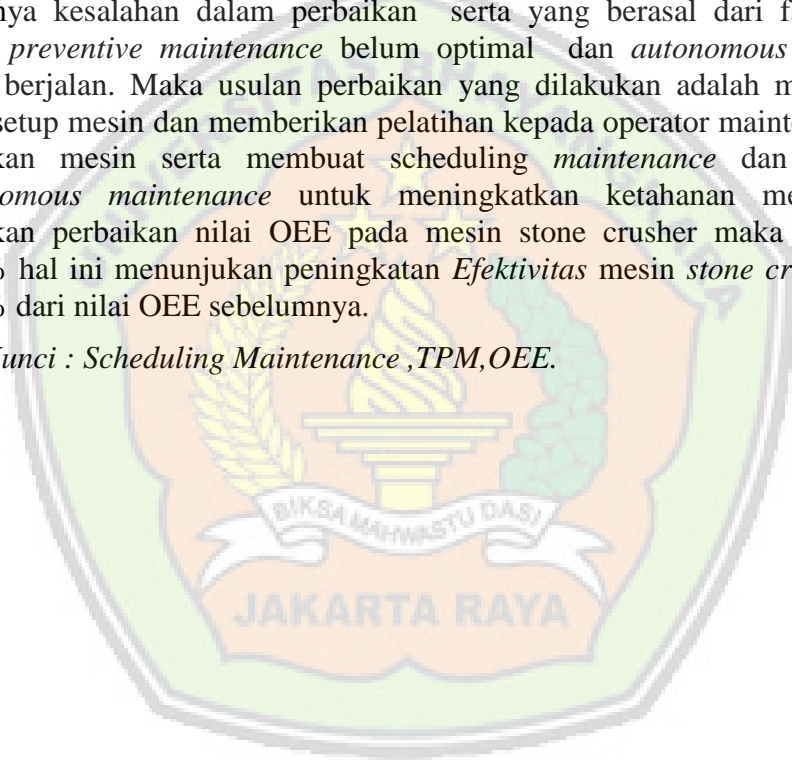 nya kesalahan dalam perbaikan serta yang berasal dari
preventive maintenance belum optimal dan autonomous
berjalan. Maka usulan perbaikan yang dilakukan adalah
setup mesin dan memberikan pelatihan kepada operator
kan mesin serta membuat scheduling maintenance dan
omous maintenance untuk meningkatkan ketahanan
kan perbaikan nilai OEE pada mesin stone crusher maka
% hal ini menunjukan peningkatan Efektivitas mesin stone
% dari nilai OEE sebelumnya.
unci : Scheduling Maintenance ,TPM,OEE.
UNIVERSITAS BHAYANGKARA
BIKSA MAHWASTU DASI
JAKARTA RAYA